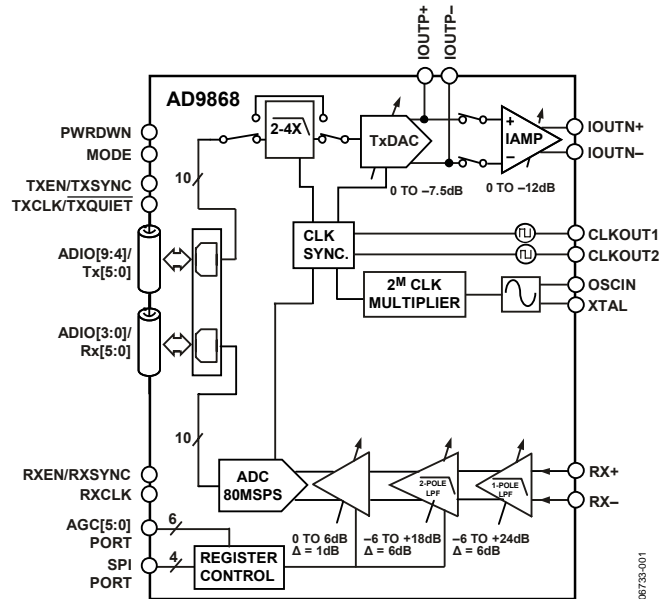 IOUTP+
IOUTP–
AD9868
PWRDWN
MODE
TXEN/TXSYNC
TXCLK/TXQUIET
ADIO[9:4]/
Tx[5:0]
ADIO[3:0]/
Rx[5:0]
RXEN/RXSYNC
RXCLK
AGC[5:0]
PORT
SPI
PORT
10
2-4X
TxDAC
0 TO –7.5dB
+
–
IAMP
0 TO –12dB
IOUTN+
IOUTN–
CLK
SYNC.
CLKOUT1
CLKOUT2
2M CLK
MULTIPLIER
OSCIN
XTAL
10
ADC
80MSPS
2-POLE
LPF
1-POLE
LPF
RX+
RX–
0 TO 6dB
Δ = 1dB
–6 TO +18dB
Δ = 6dB
–6 TO +24dB
Δ = 6dB
6
4
REGISTER
CONTROL
06733-001